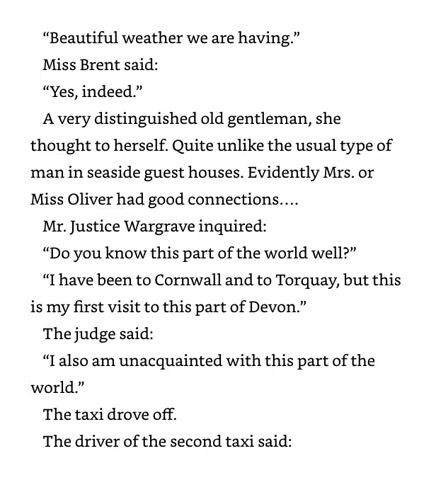 “Beautiful weather we are having.”
Miss Brent said:
“Yes, indeed.”
A very distinguished old gentleman, she
thought to herself. Quite unlike the usual type of
man in seaside guest houses. Evidently Mrs. or
Miss Oliver had good connections....
Mr. Justice Wargrave inquired:
“Do you know this part of the world well?”
“I have been to Cornwall and to Torquay, but this
is my first visit to this part of Devon.”
The judge said:
“I also am unacquainted with this part of the
world.”
The taxi drove off.
The driver of the second taxi said: